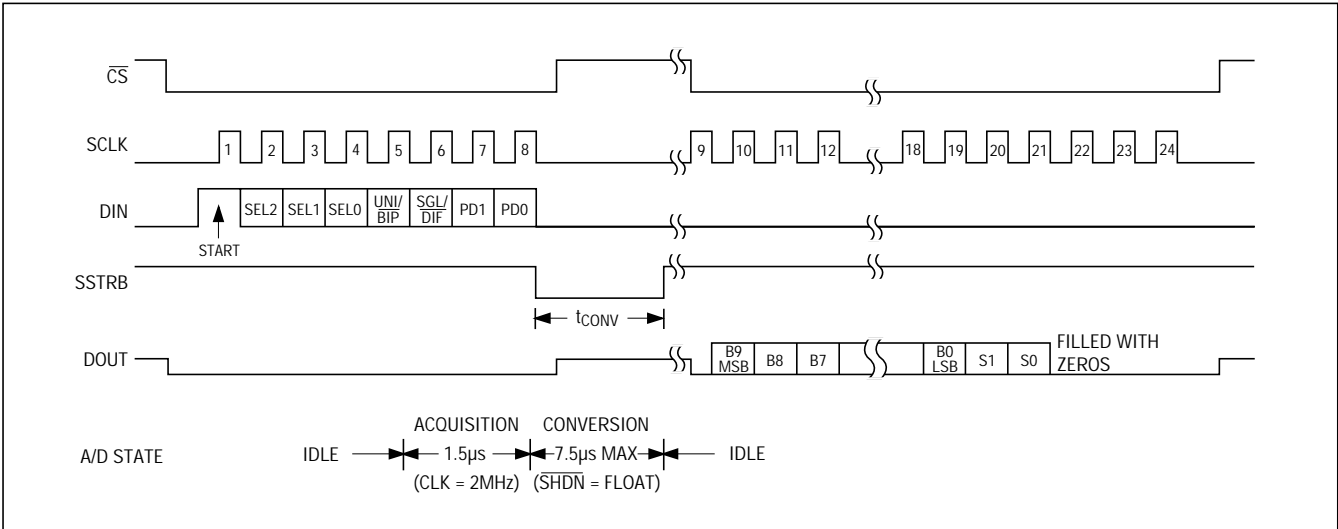 CS
SCLK 1 2 3 4 5 6 7 8 9 10 11 12 18 19 20 21 22 23 24
DIN SEL2 SEL1 SEL0 UNI/BIP SGL/DIF PD1 PD0
START
SSTRB
tCONV
DOUT B9 MSB B8 B7 B0 LSB S1 S0 FILLED WITH ZEROS
ACQUISITION CONVERSION
A/D STATE IDLE 1.5µs 7.5µs MAX IDLE
(CLK = 2MHz) (SHDN = FLOAT)